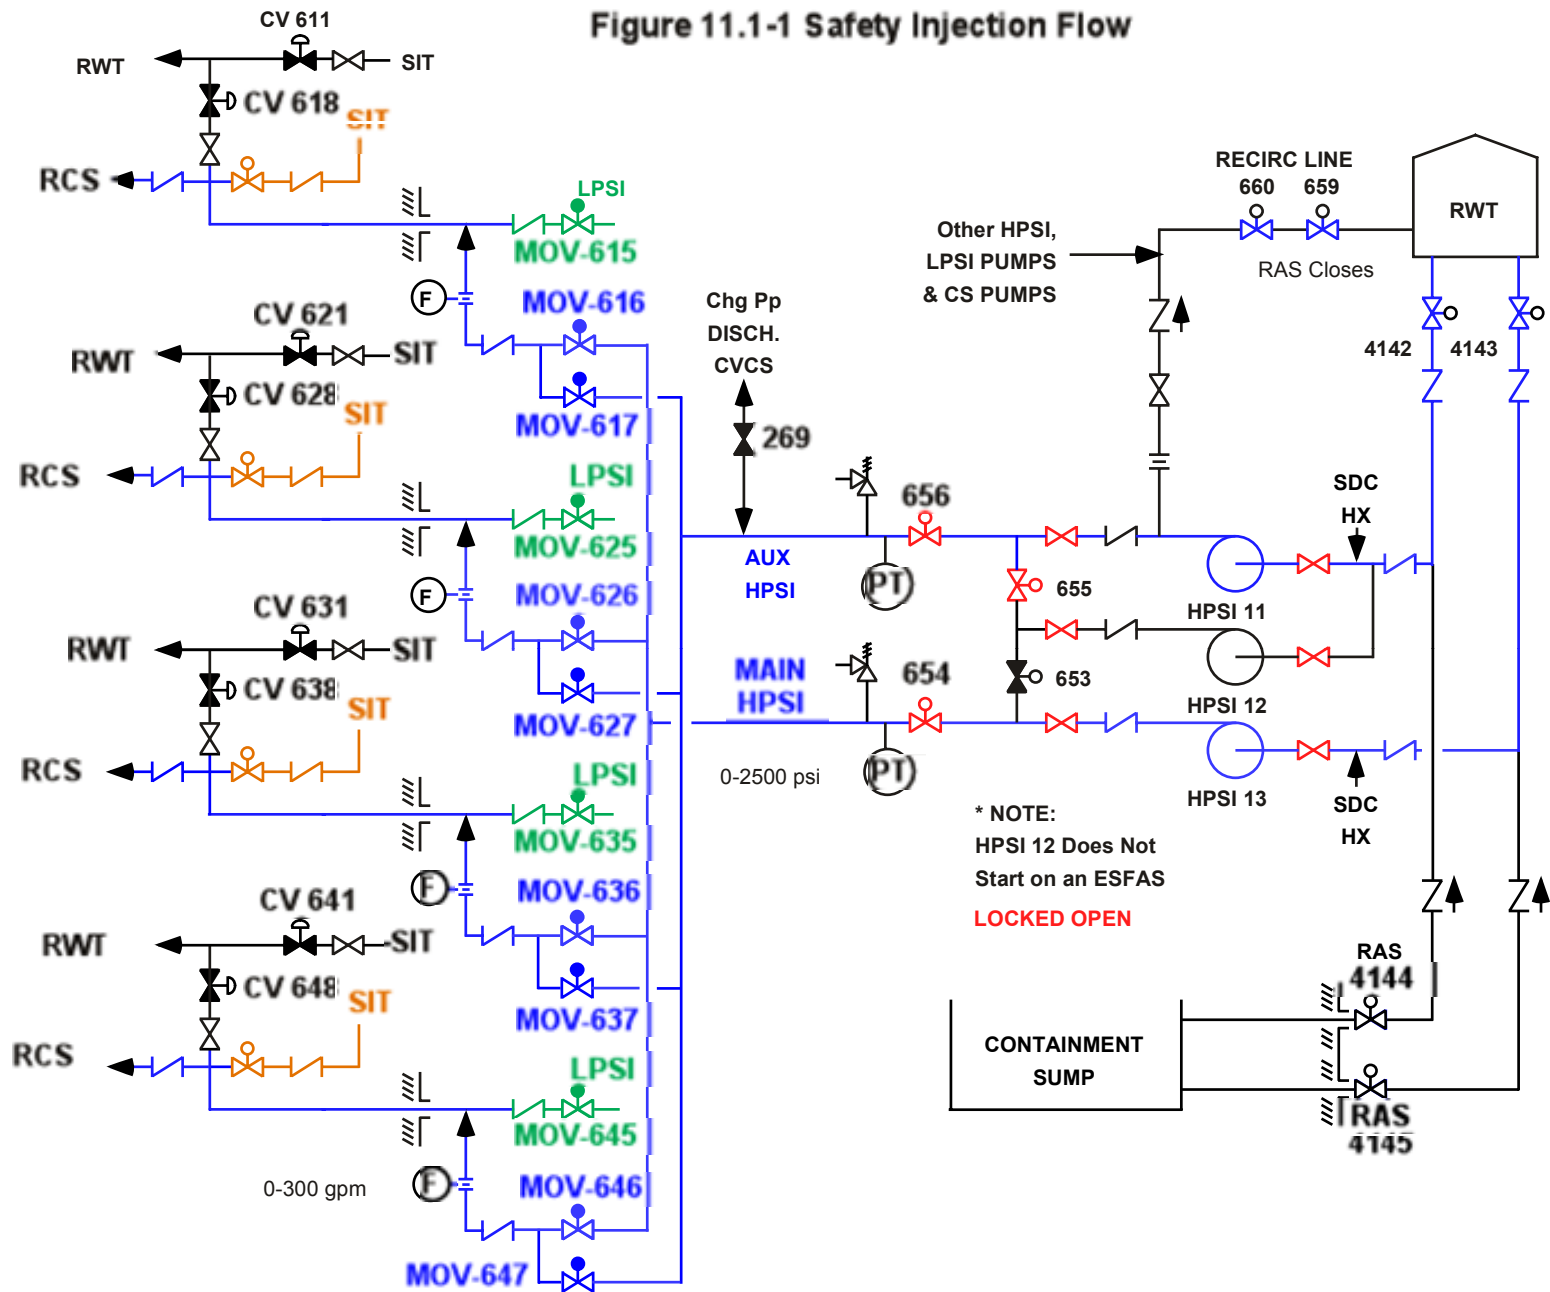 Figure 11.1-1 Safety Injection Flow
CV 611
RWT
SIT
CV 618
SIT
RCS
LPSI
MOV-615
F
MOV-616
MOV-617
CV 621
RWT
SIT
CV 628
SIT
RCS
LPSI
MOV-625
F
MOV-626
MOV-627
CV 631
RWT
SIT
CV 638
SIT
RCS
LPSI
MOV-635
F
MOV-636
MOV-637
CV 641
RWT
SIT
CV 648
SIT
RCS
LPSI
MOV-645
F
MOV-646
0-300 gpm
MOV-647
Chg Pp
DISCH.
CVCS
269
AUX
HPSI
PT
656
655
MAIN
HPSI
0-2500 psi
PT
654
653
Other HPSI,
LPSI PUMPS
& CS PUMPS
RECIRC LINE
660 659
RAS Closes
RWT
4142 4143
SDC
HX
HPSI 11
HPSI 12
HPSI 13
SDC
HX
* NOTE:
HPSI 12 Does Not
Start on an ESFAS
LOCKED OPEN
CONTAINMENT
SUMP
RAS
4144
RAS
4145